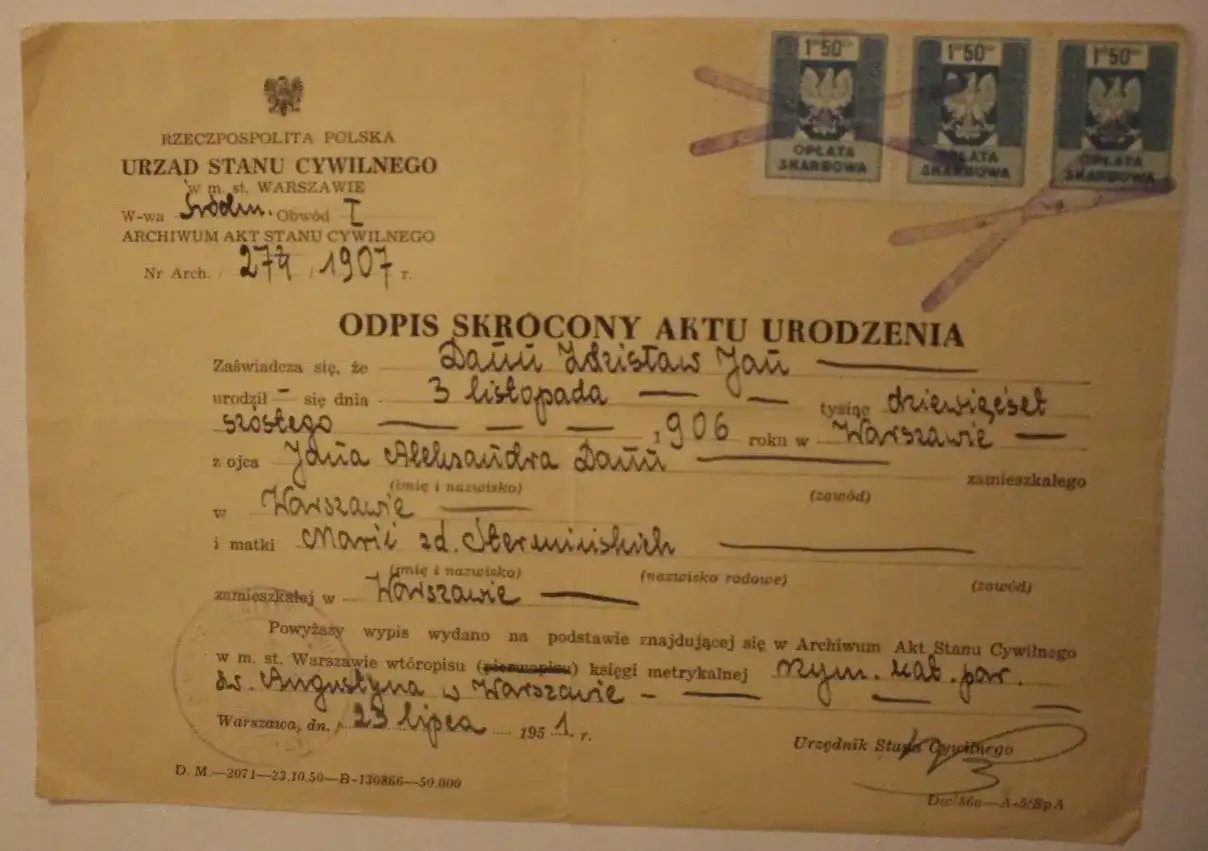 RZECZPOSPOLITA POLSKA
URZĄD STANU CYWILNEGO
w m. st. WARSZAWIE
W-wa Śródm. Obwód I
ARCHIWUM AKT STANU CYWILNEGO
Nr Arch. / 274 / 1907 r.
1 50
OPŁATA
SKARBOWA
1 50
OPŁATA
SKARBOWA
1 50
OPŁATA
SKARBOWA
ODPIS SKRÓCONY AKTU URODZENIA
Zaświadcza się, że Zdzisław Jan
urodził — się dnia 3 listopada — — tysiąc dziewięćset
szóstego — — — 1906 roku w Warszawie —
z ojca Jana Aleksandra — zamieszkałego
(imię i nazwisko) (zawód)
w Warszawie —
i matki Marii zd. —
(imię i nazwisko) (nazwisko rodowe) (zawód)
zamieszkałej w Warszawie —
Powyższy wypis wydano na podstawie znajdującej się w Archiwum Akt Stanu Cywilnego
w m. st. Warszawie wtóropisu (pierwopisu) księgi metrykalnej rzym. kat. par.
św. Augustyna w Warszawie — — — —
Warszawa, dn. 23 lipca 1951 r.
Urzędnik Stanu Cywilnego
D. M.—2071—23.10.50—B-130866—50.000